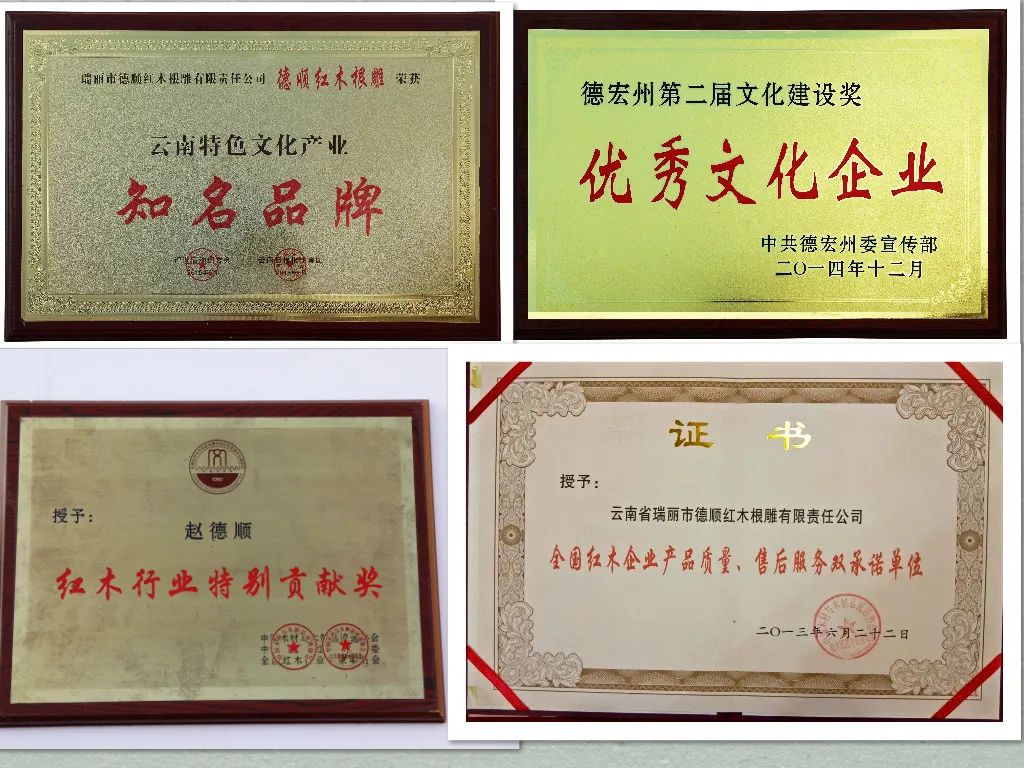 瑞丽市德顺红木根雕有限责任公司 德顺红木根雕 荣获
云南特色文化产业
知名品牌
德宏州第二届文化建设奖
优秀文化企业
中共德宏州委宣传部
二〇一四年十二月
授予：
赵德顺
红木行业特别贡献奖
证 书
授予：
云南省瑞丽市德顺红木根雕有限责任公司
全国红木企业产品质量、售后服务双承诺单位
二〇一三年六月二十二日